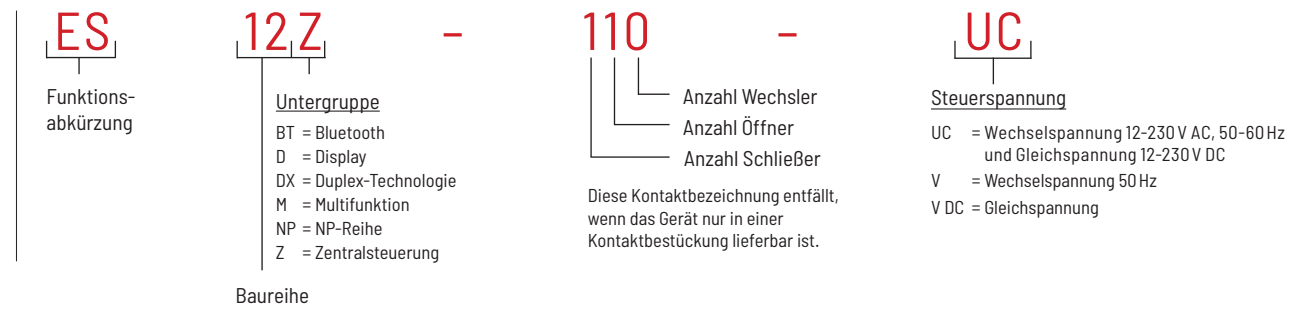 ES 12Z - 110 - UC
Funktions-
abkürzung
Untergruppe
BT = Bluetooth
D = Display
DX = Duplex-Technologie
M = Multifunktion
NP = NP-Reihe
Z = Zentralsteuerung
Baureihe
Anzahl Wechsler
Anzahl Öffner
Anzahl Schließer
Diese Kontaktbezeichnung entfällt,
wenn das Gerät nur in einer
Kontaktbestückung lieferbar ist.
Steuerspannung
UC = Wechselspannung 12-230 V AC, 50-60 Hz
und Gleichspannung 12-230 V DC
V = Wechselspannung 50 Hz
V DC = Gleichspannung